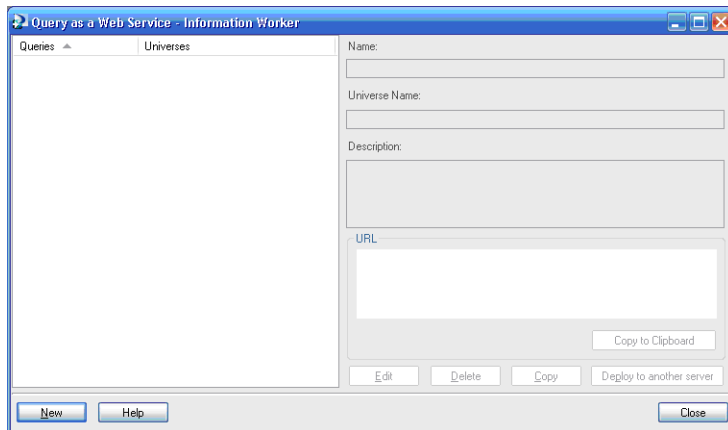 Query as a Web Service - Information Worker
Queries Universes
Name:
Universe Name:
Description:
URL
Copy to Clipboard
Edit Delete Copy Deploy to another server
New Help Close